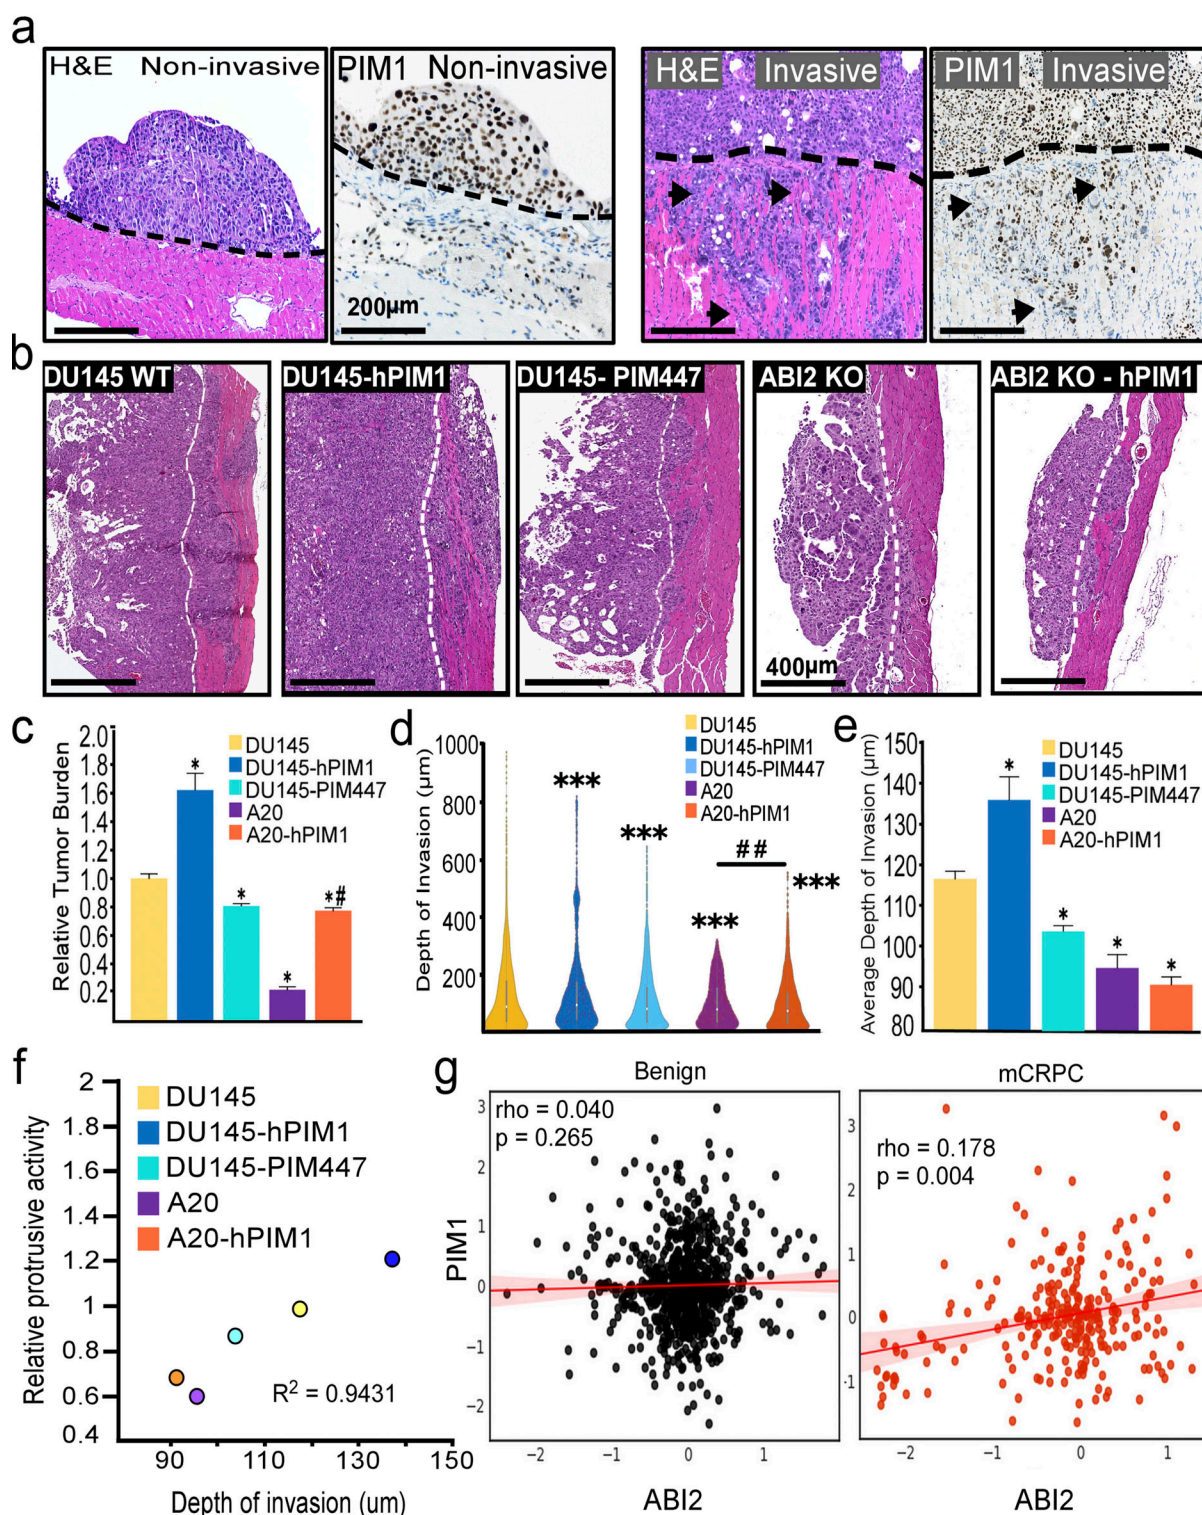 a
H&E Non-invasive
PIM1 Non-invasive
200µm
H&E Invasive
PIM1 Invasive
b
DU145 WT
DU145-hPIM1
DU145- PIM447
ABI2 KO
400µm
ABI2 KO - hPIM1
c
Relative Tumor Burden
2.0
1.8
1.6
1.4
1.2
1.0
0.8
0.6
0.4
0.2
DU145
DU145-hPIM1
DU145-PIM447
A20
A20-hPIM1
*
*
*
*#
d
Depth of Invasion (µm)
1000
800
600
400
200
DU145
DU145-hPIM1
DU145-PIM447
A20
A20-hPIM1
***
***
***
##
***
e
Average Depth of Invasion (µm)
150
140
130
120
110
100
90
80
DU145
DU145-hPIM1
DU145-PIM447
A20
A20-hPIM1
*
*
*
*
f
Relative protrusive activity
2
1.8
1.6
1.4
1.2
1
0.8
0.6
0.4
DU145
DU145-hPIM1
DU145-PIM447
A20
A20-hPIM1
R² = 0.9431
90
110
130
150
Depth of invasion (um)
g
Benign
rho = 0.040
p = 0.265
PIM1
3
2
1
0
−1
−2
−2
−1
0
1
ABI2
mCRPC
rho = 0.178
p = 0.004
3
2
1
0
-1
−2
−1
0
1
ABI2